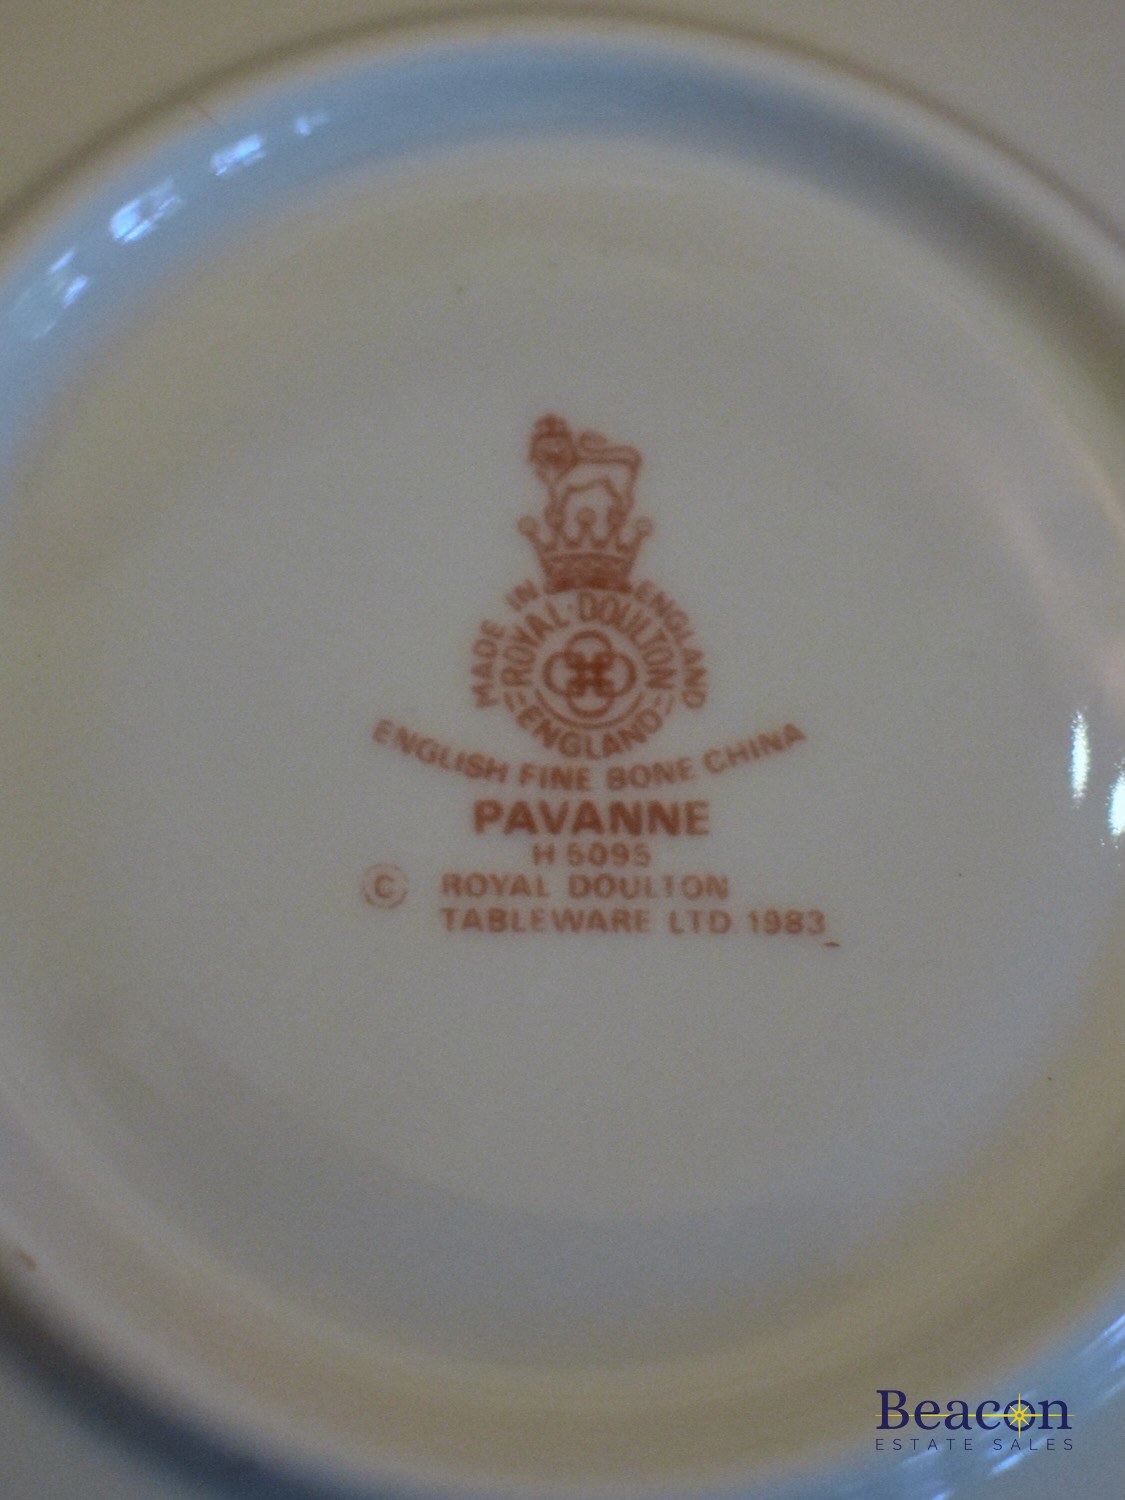 MADE IN ENGLAND
ROYAL·DOULTON
ENGLAND
ENGLISH FINE BONE CHINA
PAVANNE
H 5095
© ROYAL DOULTON
TABLEWARE LTD 1983
Beacon
ESTATE SALES